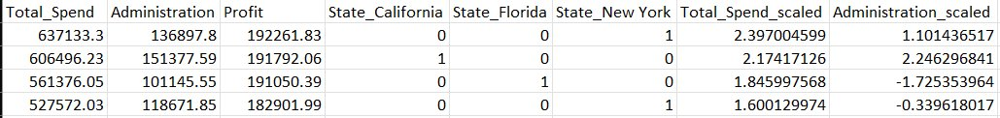 Total_Spend Administration Profit State_California State_Florida State_New York Total_Spend_scaled Administration_scaled
637133.3 136897.8 192261.83 0 0 1 2.397004599 1.101436517
606496.23 151377.59 191792.06 1 0 0 2.17417126 2.246296841
561376.05 101145.55 191050.39 0 1 0 1.845997568 -1.725353964
527572.03 118671.85 182901.99 0 0 1 1.600129974 -0.339618017